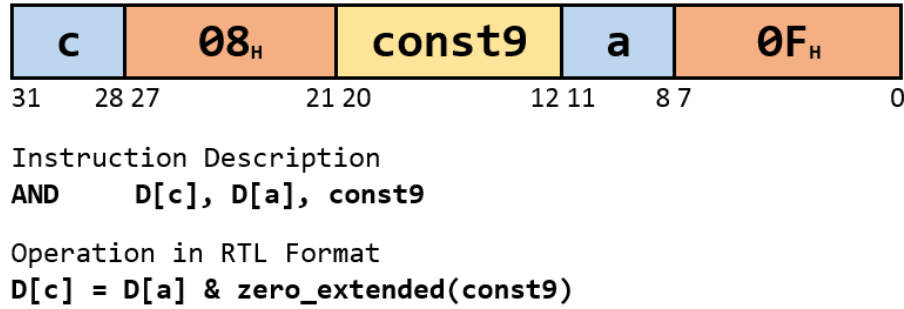 c 08H const9 a 0FH
31 28 27 21 20 12 11 8 7 0
Instruction Description
AND D[c], D[a], const9
Operation in RTL Format
D[c] = D[a] & zero_extended(const9)